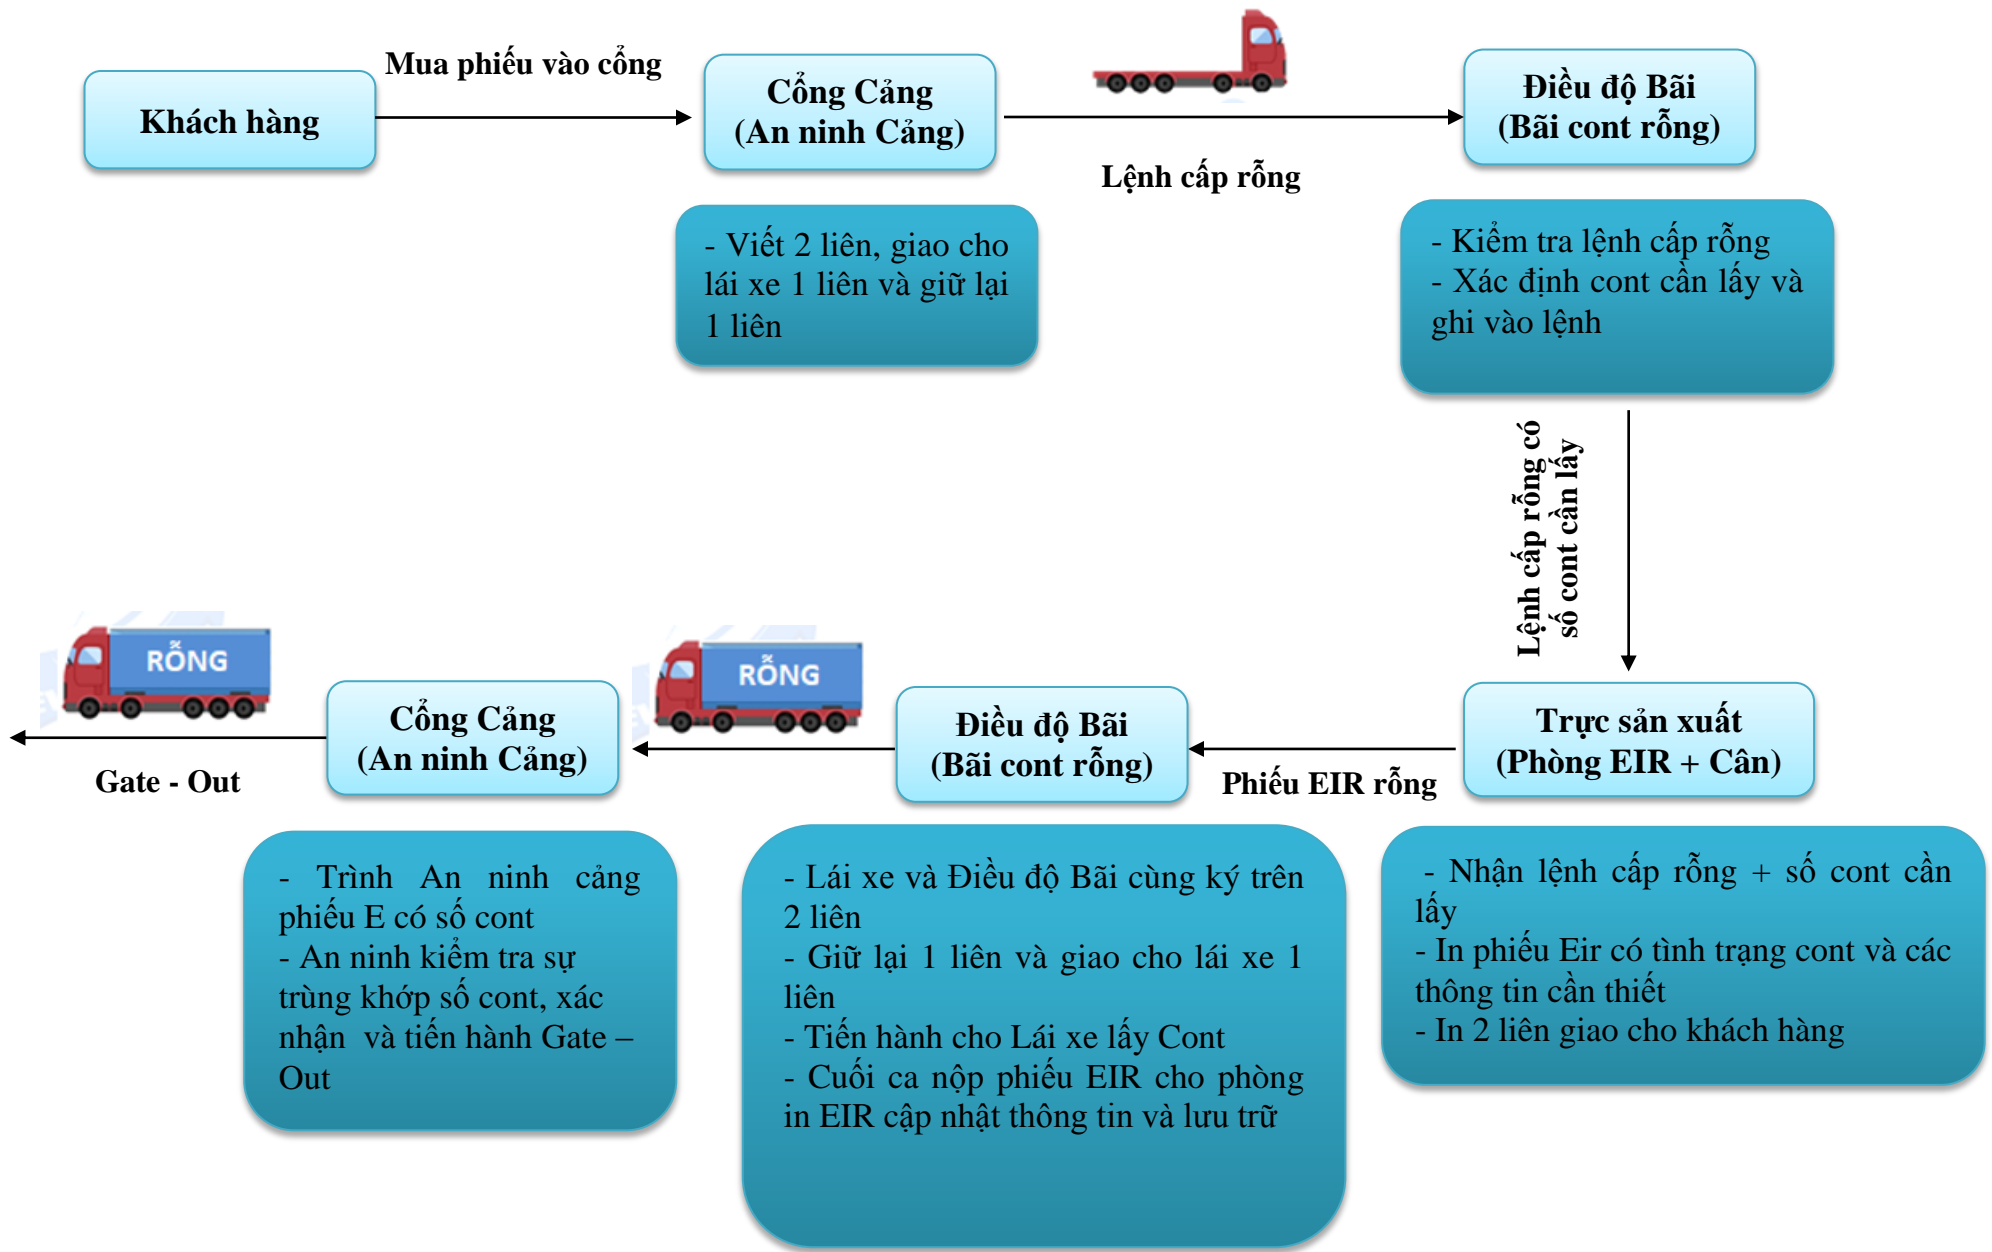 Mua phiếu vào cổng
Khách hàng
Cổng Cảng
(An ninh Cảng)
Lệnh cấp rỗng
Điều độ Bãi
(Bãi cont rỗng)
- Viết 2 liên, giao cho
lái xe 1 liên và giữ lại
1 liên
- Kiểm tra lệnh cấp rỗng
- Xác định cont cần lấy và
ghi vào lệnh
Lệnh cấp rỗng có
số cont cần lấy
Trực sản xuất
(Phòng EIR + Cân)
- Nhận lệnh cấp rỗng + số cont cần
lấy
- In phiếu Eir có tình trạng cont và các
thông tin cần thiết
- In 2 liên giao cho khách hàng
Phiếu EIR rỗng
Điều độ Bãi
(Bãi cont rỗng)
- Lái xe và Điều độ Bãi cùng ký trên
2 liên
- Giữ lại 1 liên và giao cho lái xe 1
liên
- Tiến hành cho Lái xe lấy Cont
- Cuối ca nộp phiếu EIR cho phòng
in EIR cập nhật thông tin và lưu trữ
RỖNG
Cổng Cảng
(An ninh Cảng)
- Trình An ninh cảng
phiếu E có số cont
- An ninh kiểm tra sự
trùng khớp số cont, xác
nhận và tiến hành Gate –
Out
RỖNG
Gate - Out